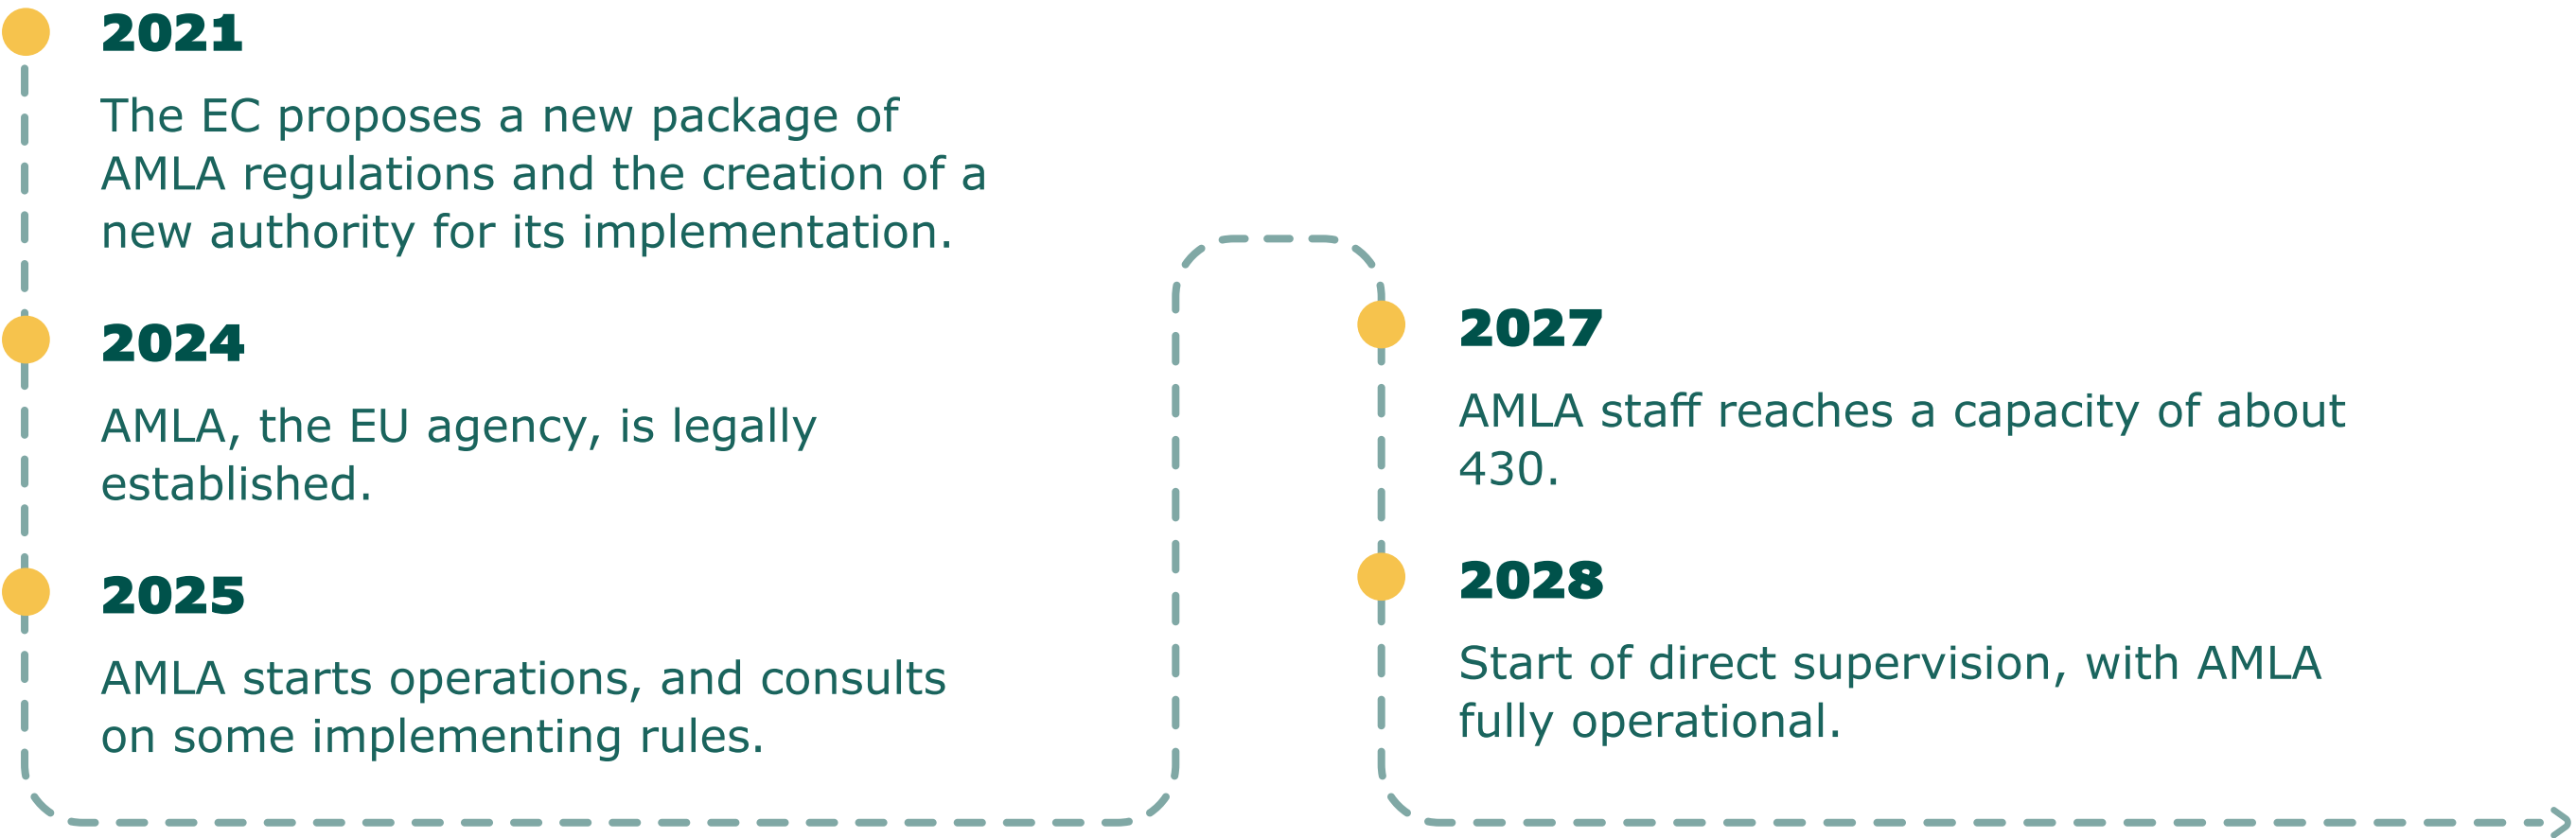 2021
The EC proposes a new package of
AMLA regulations and the creation of a
new authority for its implementation.
2024
AMLA, the EU agency, is legally
established.
2025
AMLA starts operations, and consults
on some implementing rules.
2027
AMLA staff reaches a capacity of about
430.
2028
Start of direct supervision, with AMLA
fully operational.